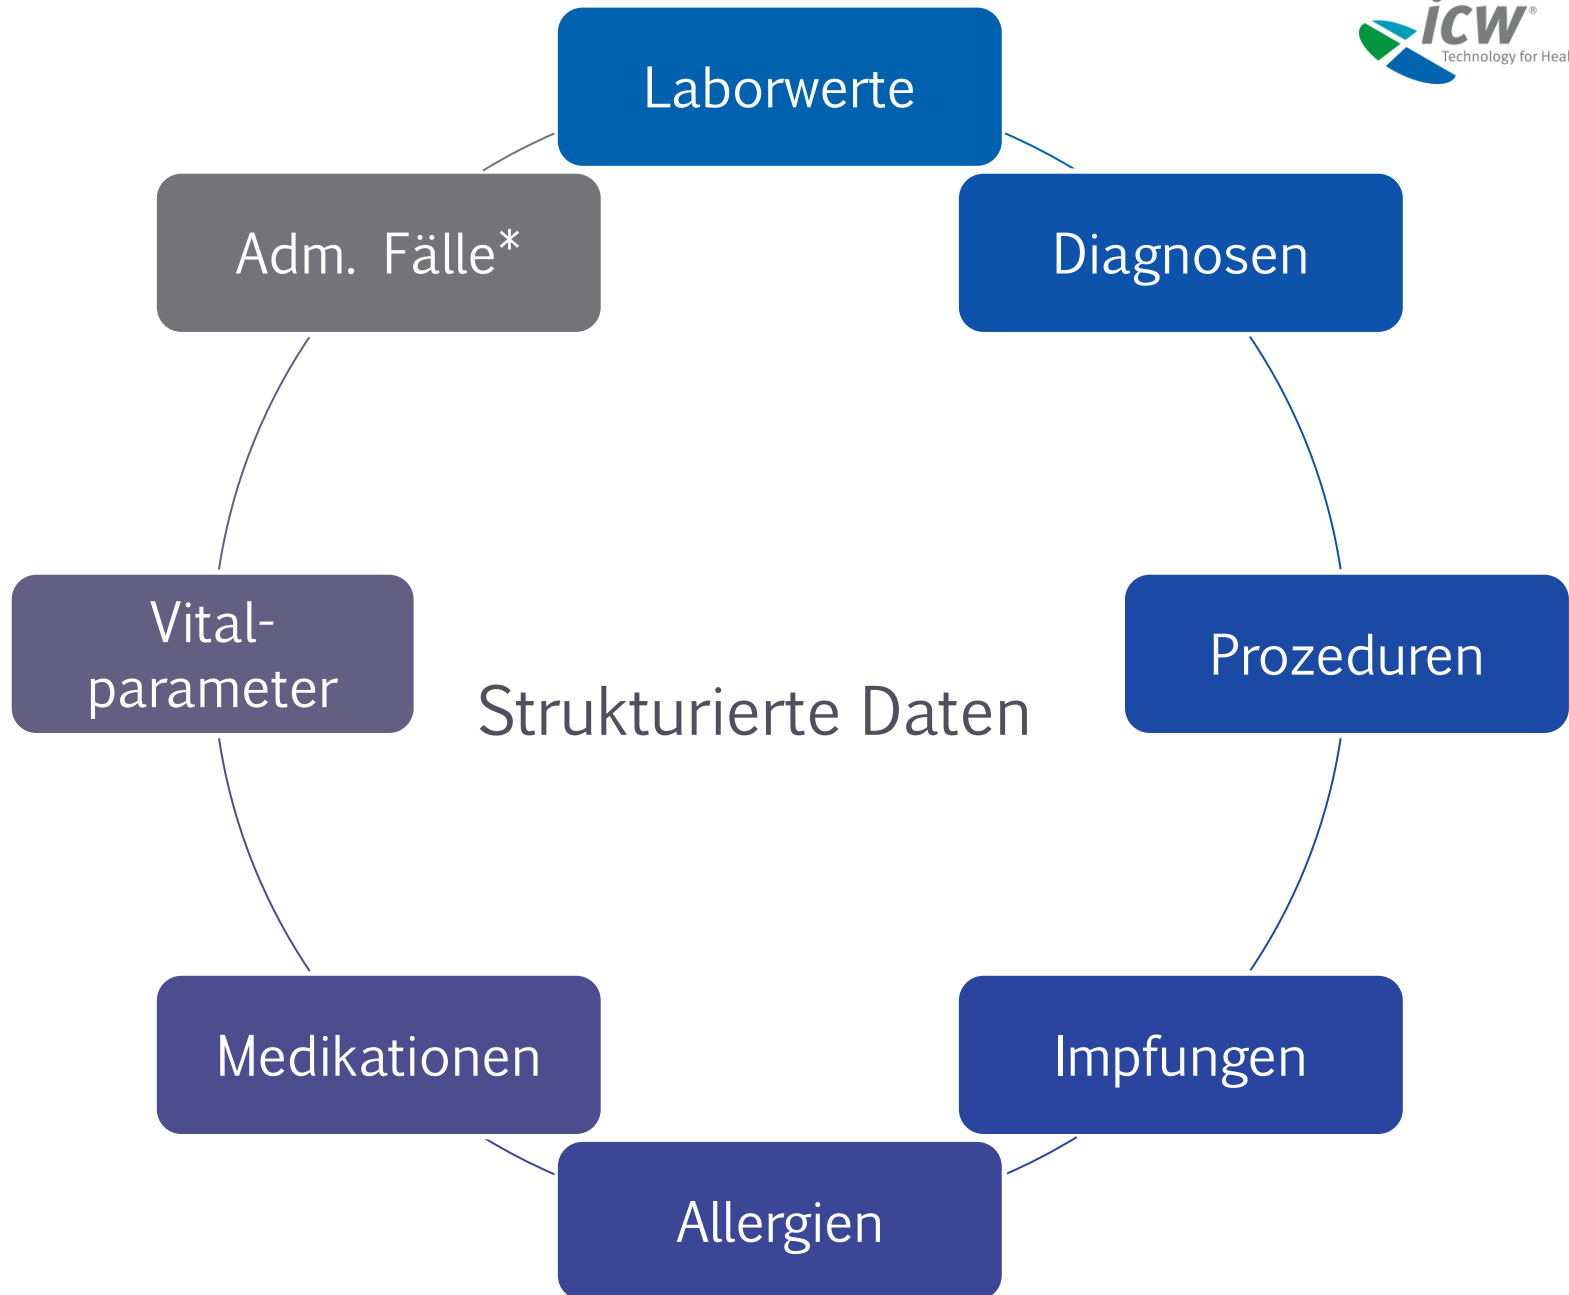 icw®
Technology for Heal
Laborwerte
Adm. Fälle*
Diagnosen
Vital-
parameter
Prozeduren
Strukturierte Daten
Medikationen
Impfungen
Allergien